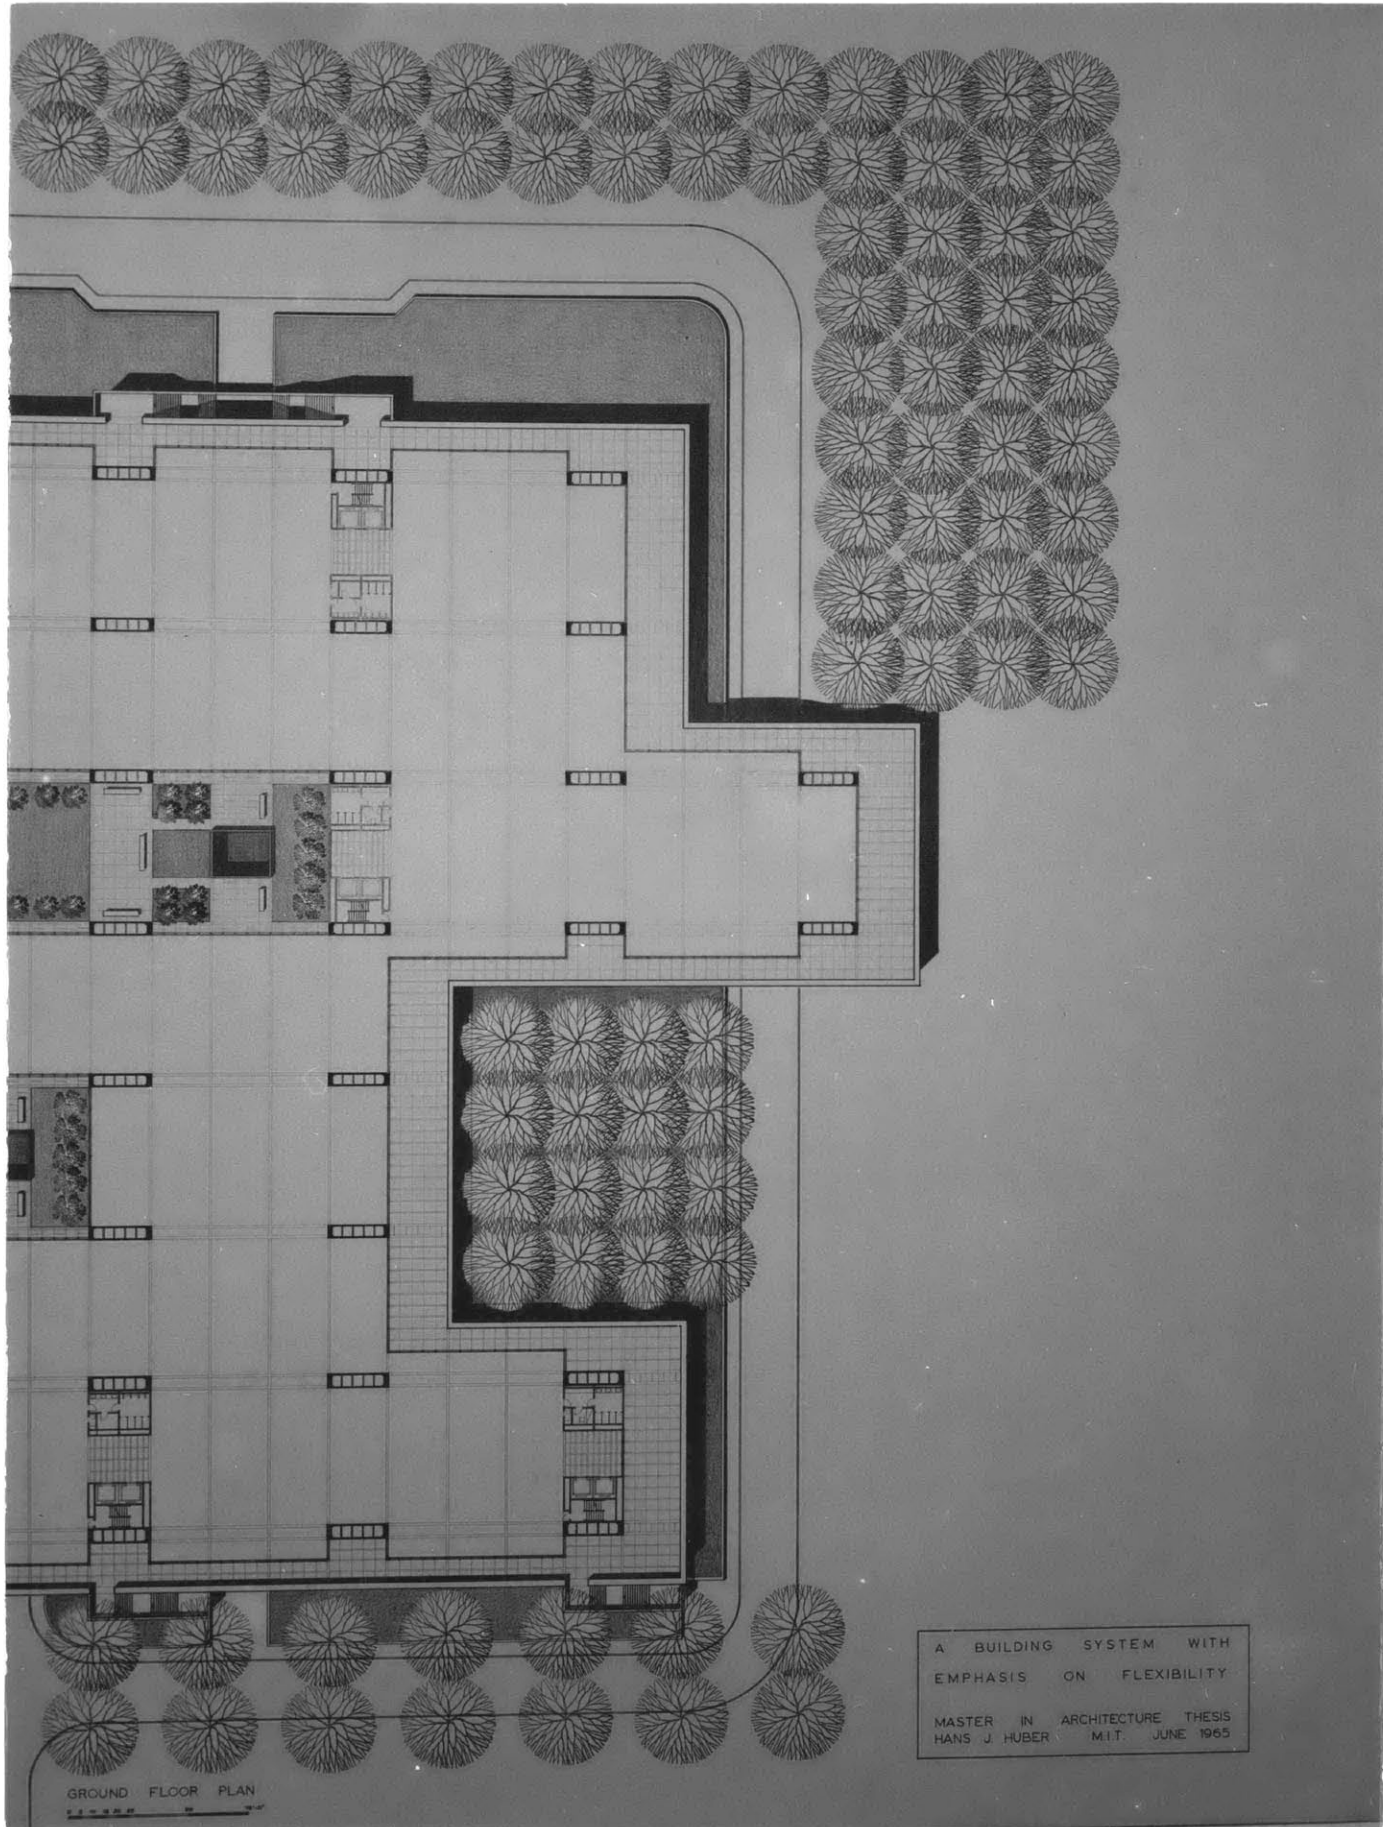 A BUILDING SYSTEM WITH
EMPHASIS ON FLEXIBILITY
MASTER IN ARCHITECTURE THESIS
HANS J. HUBER M.I.T. JUNE 1965
GROUND FLOOR PLAN